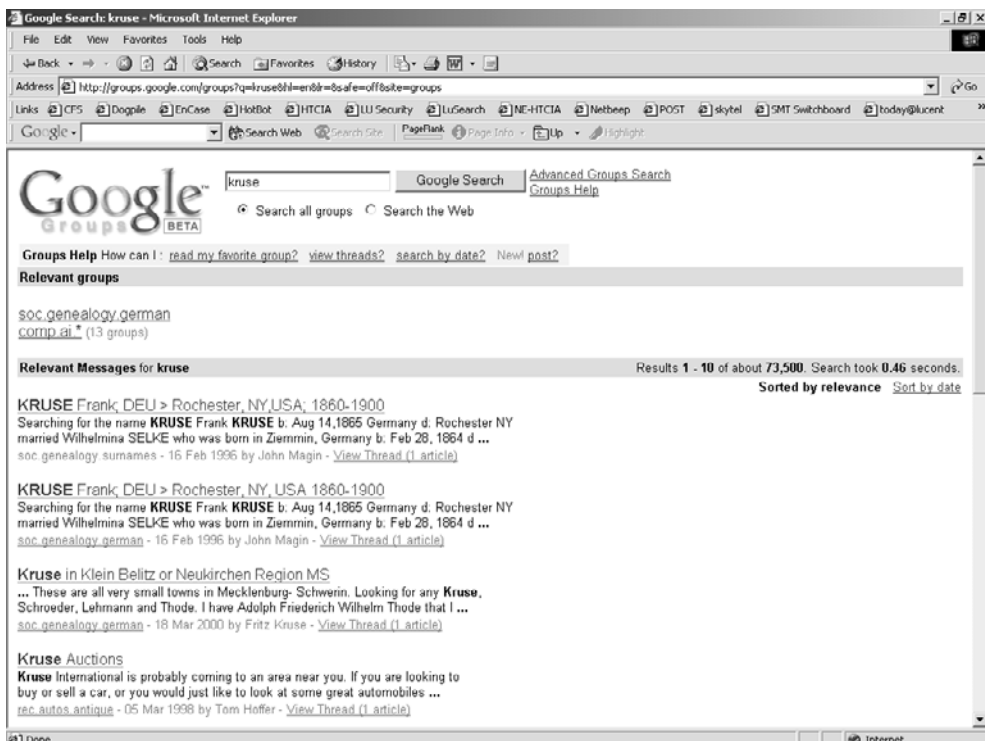 Google Search: kruse - Microsoft Internet Explorer
File Edit View Favorites Tools Help
Back Search Favorites History
Address http://groups.google.com/groups?q=kruse&hl=en&lr=&safe=off&site=groups Go
Links CFS Dogpile EnCase HotBot HTCIA LU Security LuSearch NE-HTCIA Netbeep POST skytel SMT Switchboard today@lucent
Google Search Web Search Site PageRank Page Info Up Highlight
Google™ Groups BETA
kruse Google Search Advanced Groups Search
Groups Help
Search all groups Search the Web
Groups Help How can I : read my favorite group? view threads? search by date? New! post?
Relevant groups
soc.genealogy.german
comp.ai.* (13 groups)
Relevant Messages for kruse Results 1 - 10 of about 73,500. Search took 0.46 seconds.
Sorted by relevance Sort by date
KRUSE Frank; DEU > Rochester, NY,USA; 1860-1900
Searching for the name KRUSE Frank KRUSE b: Aug 14,1865 Germany d: Rochester NY
married Wilhelmina SELKE who was born in Ziemmin, Germany b: Feb 28, 1864 d ...
soc.genealogy.surnames - 16 Feb 1996 by John Magin - View Thread (1 article)
KRUSE Frank; DEU > Rochester, NY, USA 1860-1900
Searching for the name KRUSE Frank KRUSE b: Aug 14,1865 Germany d: Rochester NY
married Wilhelmina SELKE who was born in Ziemmin, Germany b: Feb 28, 1864 d ...
soc.genealogy.german - 16 Feb 1996 by John Magin - View Thread (1 article)
Kruse in Klein Belitz or Neukirchen Region MS
... These are all very small towns in Mecklenburg- Schwerin. Looking for any Kruse,
Schroeder, Lehmann and Thode. I have Adolph Friederich Wilhelm Thode that I ...
soc.genealogy.german - 18 Mar 2000 by Fritz Kruse - View Thread (1 article)
Kruse Auctions
Kruse International is probably coming to an area near you. If you are looking to
buy or sell a car, or you would just like to look at some great automobiles ...
rec.autos.antique - 05 Mar 1998 by Tom Hoffer - View Thread (1 article)
Done Internet